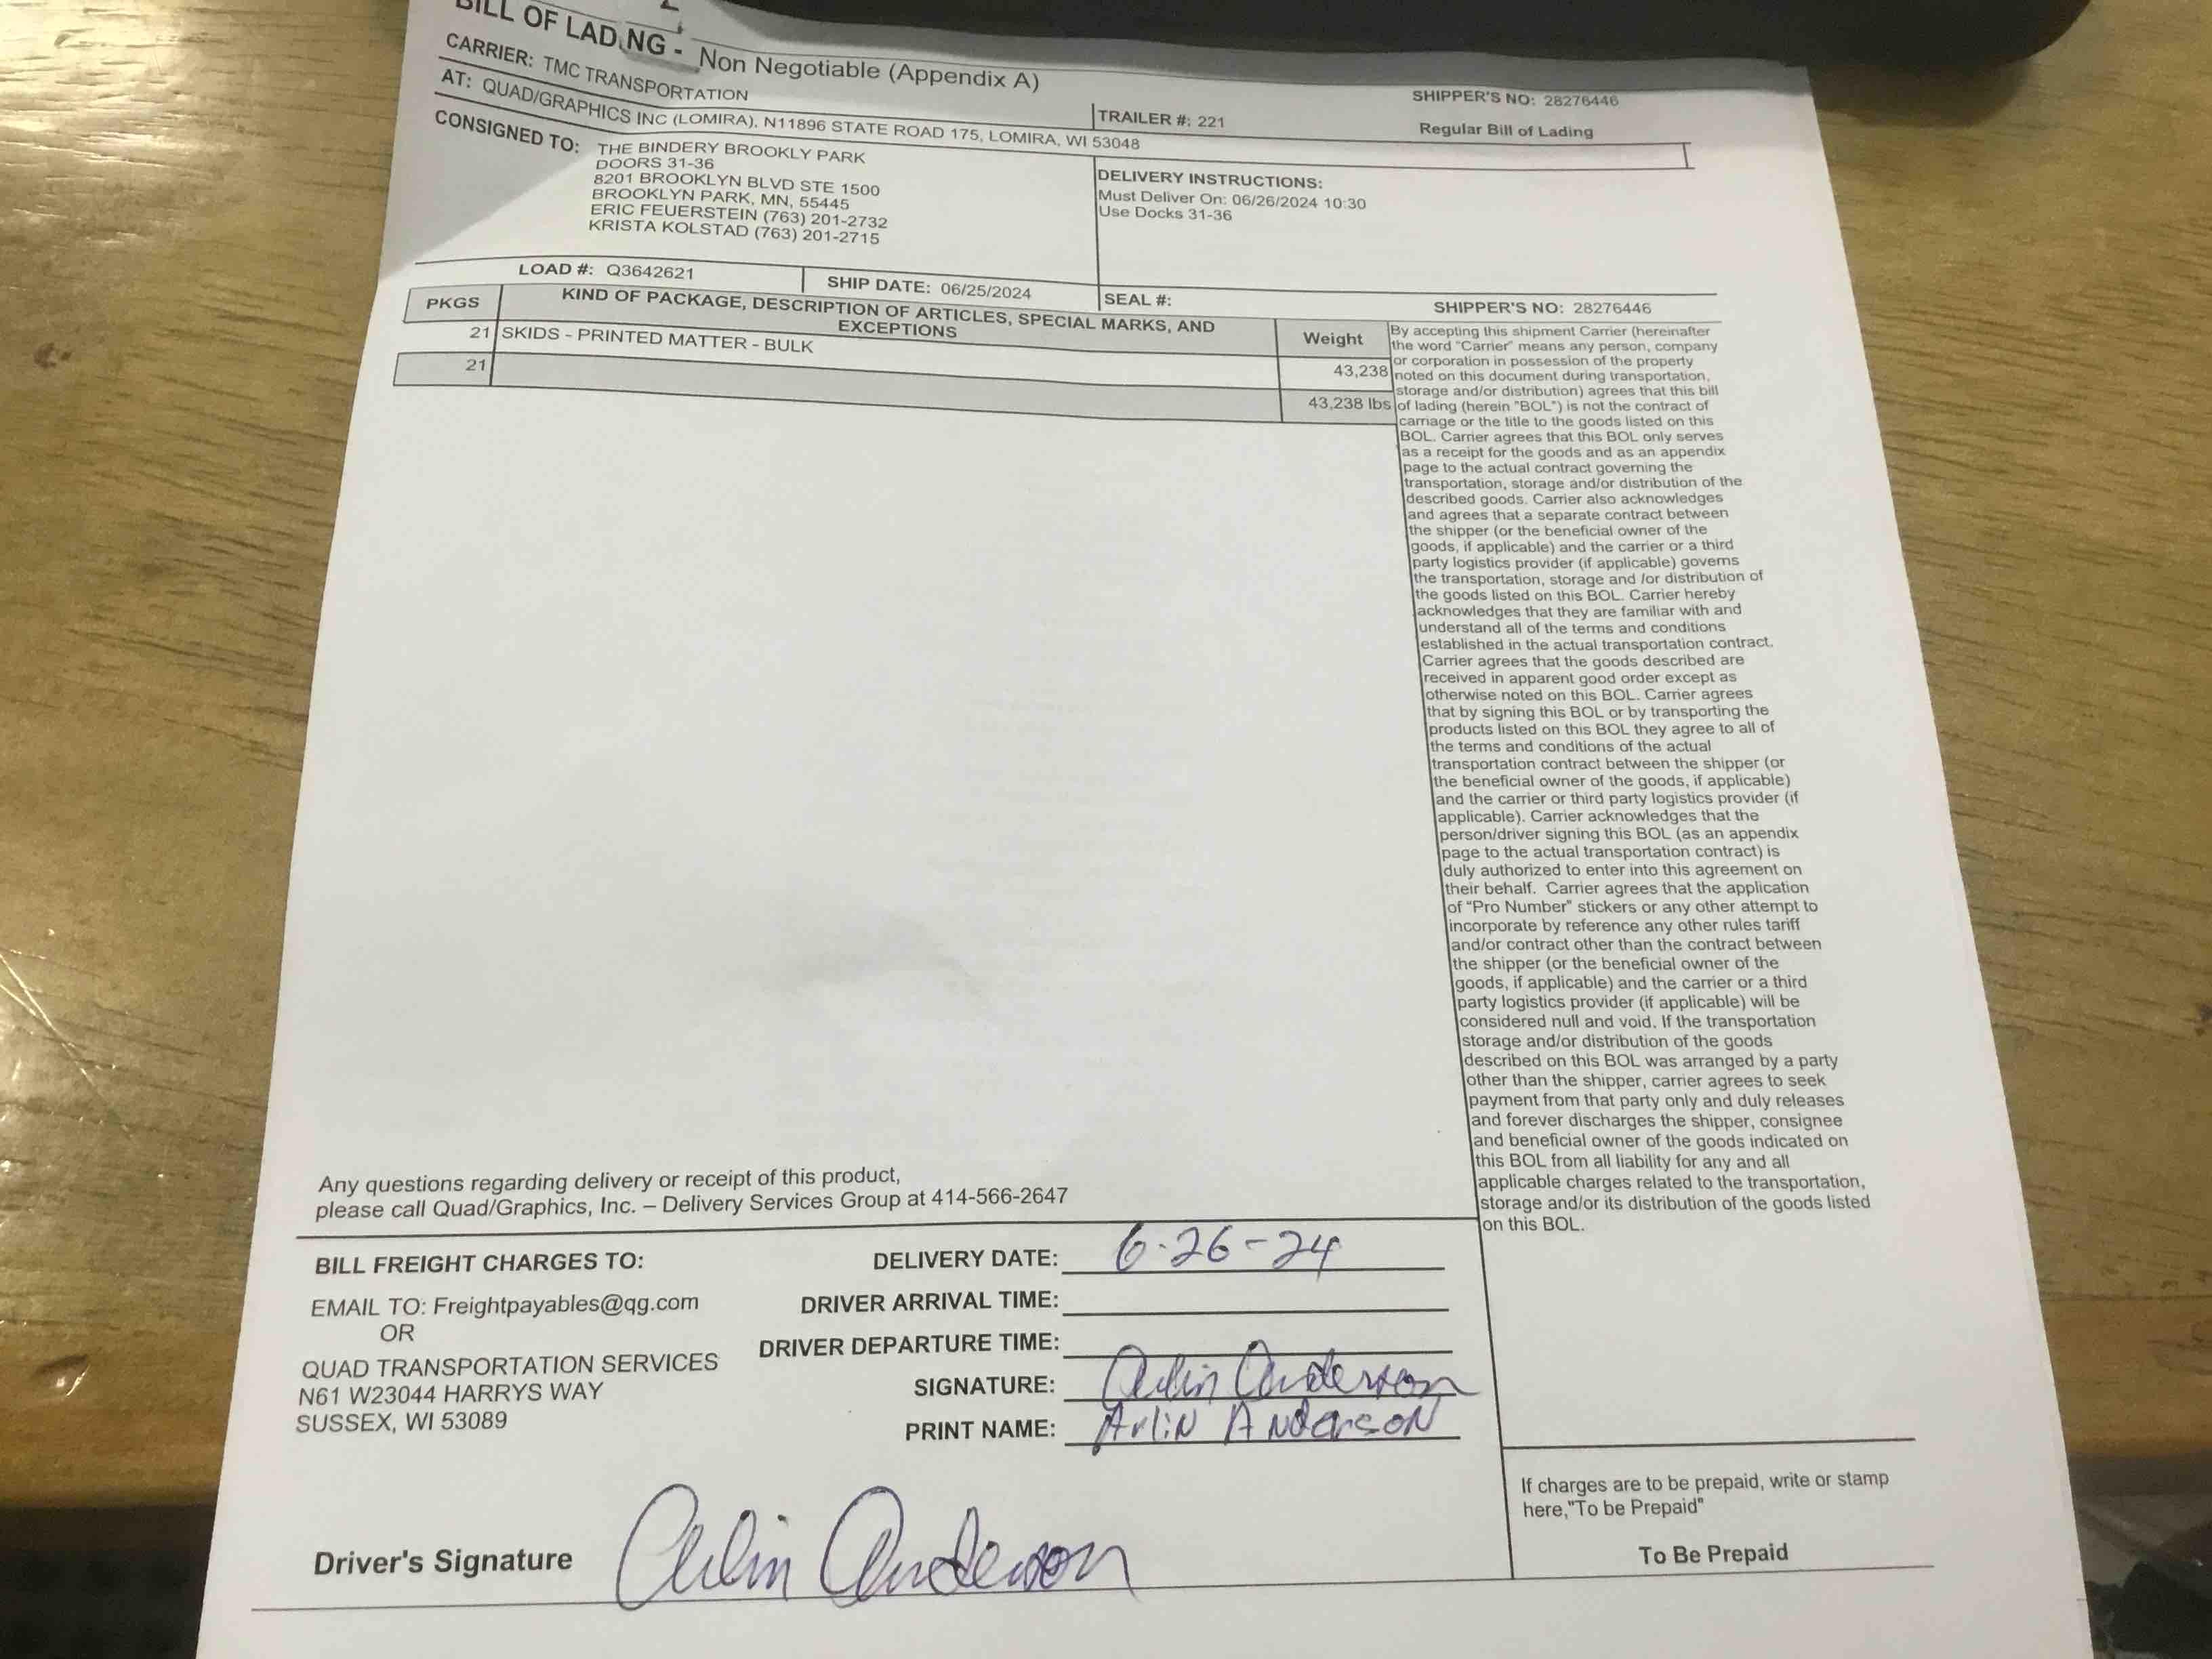 BILL OF LADING - Non Negotiable (Appendix A)
SHIPPER'S NO: 28276446
CARRIER: TMC TRANSPORTATION
TRAILER #: 221
Regular Bill of Lading
AT: QUAD/GRAPHICS INC (LOMIRA), N11896 STATE ROAD 175, LOMIRA, WI 53048
CONSIGNED TO:
THE BINDERY BROOKLY PARK
DOORS 31-36
8201 BROOKLYN BLVD STE 1500
BROOKLYN PARK, MN, 55445
ERIC FEUERSTEIN (763) 201-2732
KRISTA KOLSTAD (763) 201-2715
DELIVERY INSTRUCTIONS:
Must Deliver On: 06/26/2024 10:30
Use Docks 31-36
LOAD #: Q3642621
SHIP DATE: 06/25/2024
SEAL #:
SHIPPER'S NO: 28276446
PKGS
KIND OF PACKAGE, DESCRIPTION OF ARTICLES, SPECIAL MARKS, AND
EXCEPTIONS
Weight
21 SKIDS - PRINTED MATTER - BULK
43,238
21
43,238 lbs
By accepting this shipment Carrier (hereinafter
the word "Carrier" means any person, company
or corporation in possession of the property
noted on this document during transportation,
storage and/or distribution) agrees that this bill
of lading (herein "BOL") is not the contract of
carriage or the title to the goods listed on this
BOL. Carrier agrees that this BOL only serves
as a receipt for the goods and as an appendix
page to the actual contract governing the
transportation, storage and/or distribution of the
described goods. Carrier also acknowledges
and agrees that a separate contract between
the shipper (or the beneficial owner of the
goods, if applicable) and the carrier or a third
party logistics provider (if applicable) governs
the transportation, storage and /or distribution of
the goods listed on this BOL. Carrier hereby
acknowledges that they are familiar with and
understand all of the terms and conditions
established in the actual transportation contract.
Carrier agrees that the goods described are
received in apparent good order except as
otherwise noted on this BOL. Carrier agrees
that by signing this BOL or by transporting the
products listed on this BOL they agree to all of
the terms and conditions of the actual
transportation contract between the shipper (or
the beneficial owner of the goods, if applicable)
and the carrier or third party logistics provider (if
applicable). Carrier acknowledges that the
person/driver signing this BOL (as an appendix
page to the actual transportation contract) is
duly authorized to enter into this agreement on
their behalf. Carrier agrees that the application
of "Pro Number" stickers or any other attempt to
incorporate by reference any other rules tariff
and/or contract other than the contract between
the shipper (or the beneficial owner of the
goods, if applicable) and the carrier or a third
party logistics provider (if applicable) will be
considered null and void. If the transportation
storage and/or distribution of the goods
described on this BOL was arranged by a party
other than the shipper, carrier agrees to seek
payment from that party only and duly releases
and forever discharges the shipper, consignee
and beneficial owner of the goods indicated on
this BOL from all liability for any and all
applicable charges related to the transportation,
storage and/or its distribution of the goods listed
on this BOL.
Any questions regarding delivery or receipt of this product,
please call Quad/Graphics, Inc. – Delivery Services Group at 414-566-2647
BILL FREIGHT CHARGES TO:
EMAIL TO: Freightpayables@qg.com
OR
QUAD TRANSPORTATION SERVICES
N61 W23044 HARRYS WAY
SUSSEX, WI 53089
DELIVERY DATE: 6-26-24
DRIVER ARRIVAL TIME:
DRIVER DEPARTURE TIME:
SIGNATURE: Arlin Anderson
PRINT NAME: Arlin Anderson
Driver's Signature Arlin Anderson
If charges are to be prepaid, write or stamp
here,"To be Prepaid"
To Be Prepaid